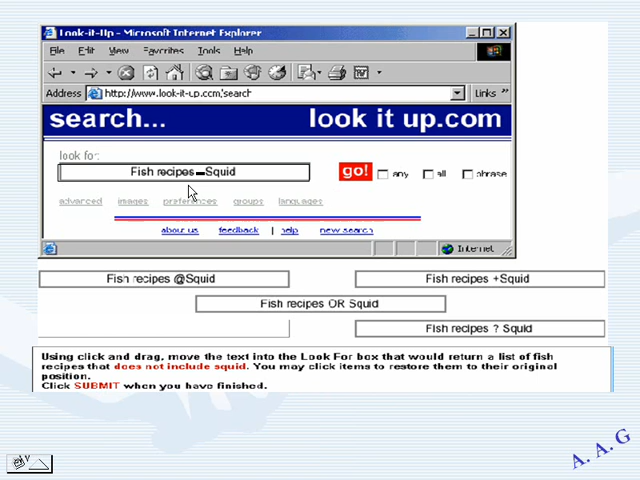 Look-it-Up - Microsoft Internet Explorer
File Edit View Favorites Tools Help
Address http://www.look-it-up.ccm/search Links »
search... look it up.com
look for:
Fish recipes -Squid go! any all phrase
advanced images preferences groups languages
about us feedback | help new search
Internet
Fish recipes @Squid Fish recipes +Squid
Fish recipes OR Squid
Fish recipes ? Squid
Using click and drag, move the text into the Look For box that would return a list of fish
recipes that does not include squid. You may click items to restore them to their original
position.
Click SUBMIT when you have finished.
A. A. G